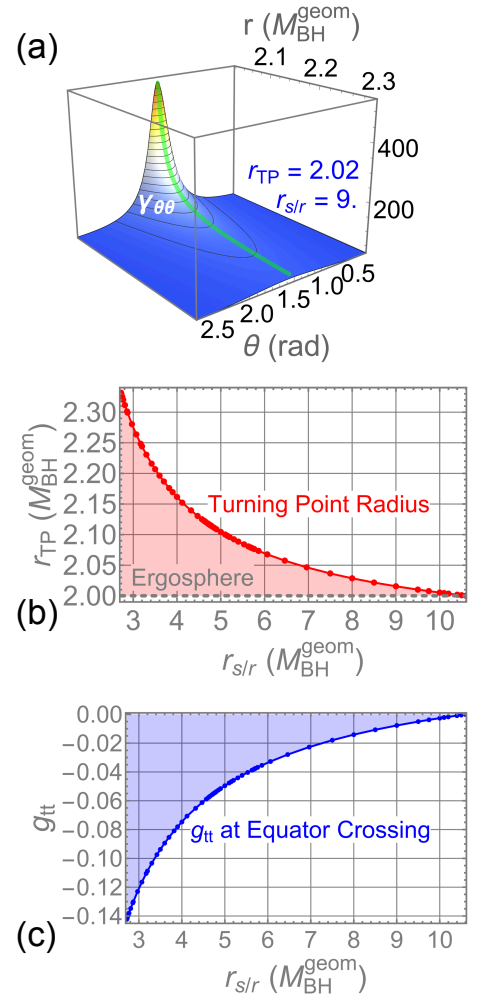 (a)
r (M_BH^geom)
2.1 2.2 2.3
r_TP = 2.02
r_s/r = 9.
400
200
γ_θθ
2.5 2.0 1.5 1.0 0.5
θ (rad)
2.30
2.25
2.20
2.15
2.10
2.05
2.00
r_TP (M_BH^geom)
Turning Point Radius
Ergosphere
3 4 5 6 7 8 9 10
(b)
r_s/r (M_BH^geom)
0.00
−0.02
−0.04
−0.06
−0.08
−0.10
−0.12
−0.14
g_tt
g_tt at Equator Crossing
3 4 5 6 7 8 9 10
(c)
r_s/r (M_BH^geom)